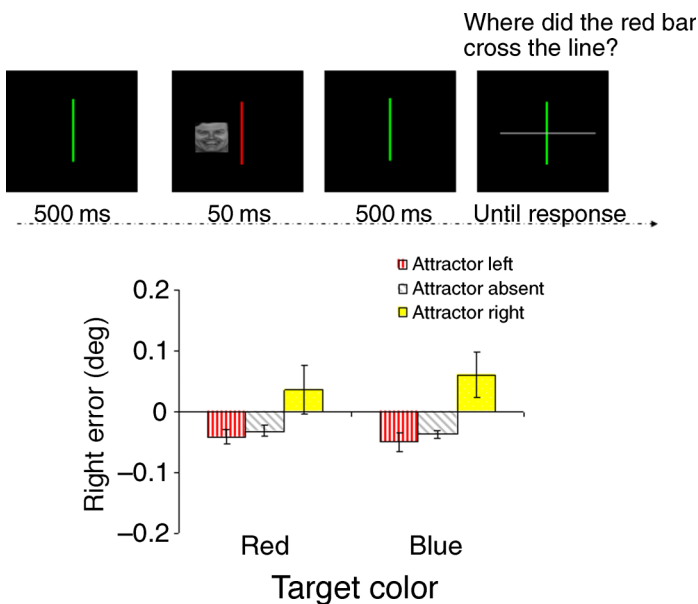 Where did the red bar
cross the line?
500 ms
50 ms
500 ms
Until response
Attractor left
Attractor absent
Attractor right
Right error (deg)
0.2
0.1
0
−0.1
−0.2
Red
Blue
Target color